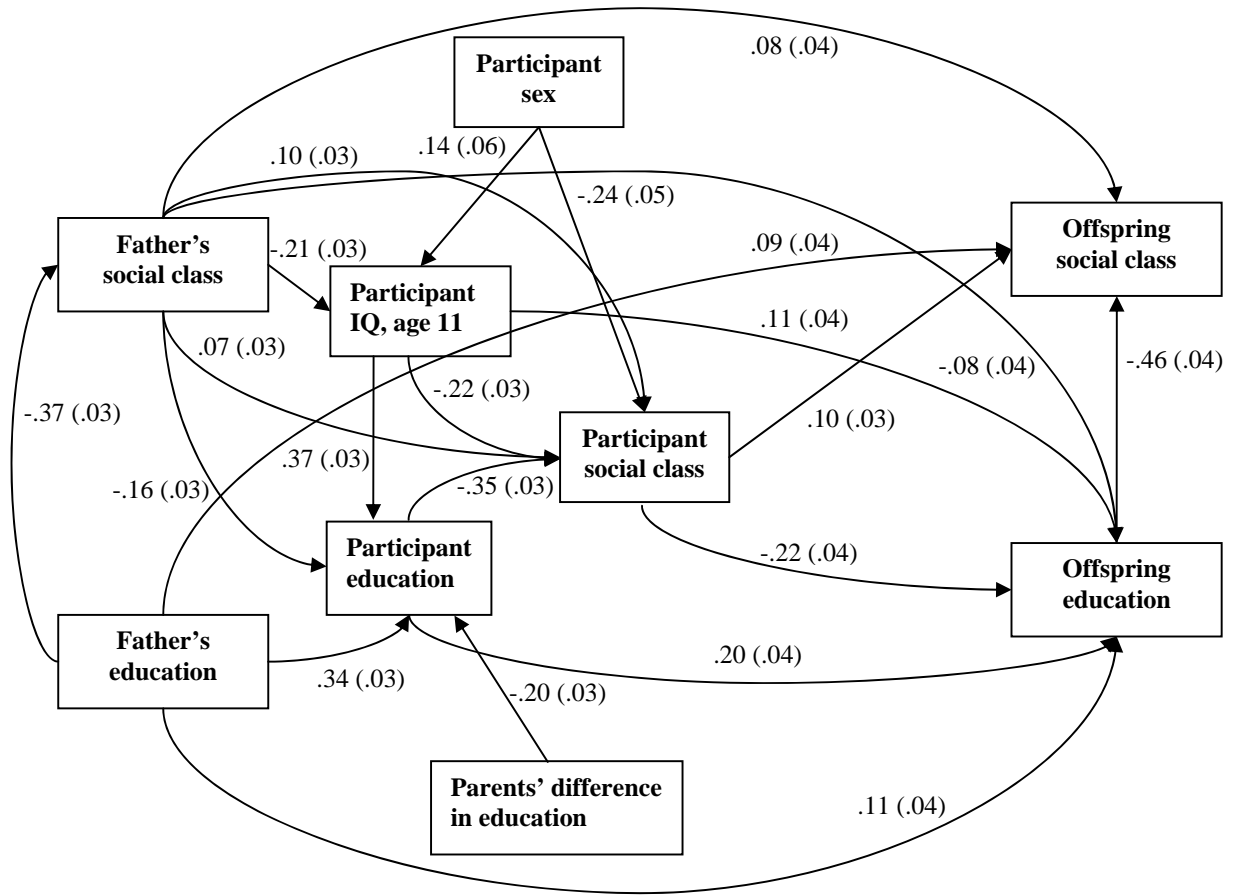 .08 (.04)
Participant
sex
.14 (.06)
.10 (.03)
-.24 (.05)
Father's
social class
-.21 (.03)
.09 (.04)
Offspring
social class
Participant
IQ, age 11
.11 (.04)
.07 (.03)
-.08 (.04)
-.46 (.04)
-.22 (.03)
-.37 (.03)
.10 (.03)
Participant
social class
.37 (.03)
-.16 (.03)
-.35 (.03)
Participant
education
-.22 (.04)
Offspring
education
Father's
education
.34 (.03)
.20 (.04)
-.20 (.03)
Parents' difference
in education
.11 (.04)